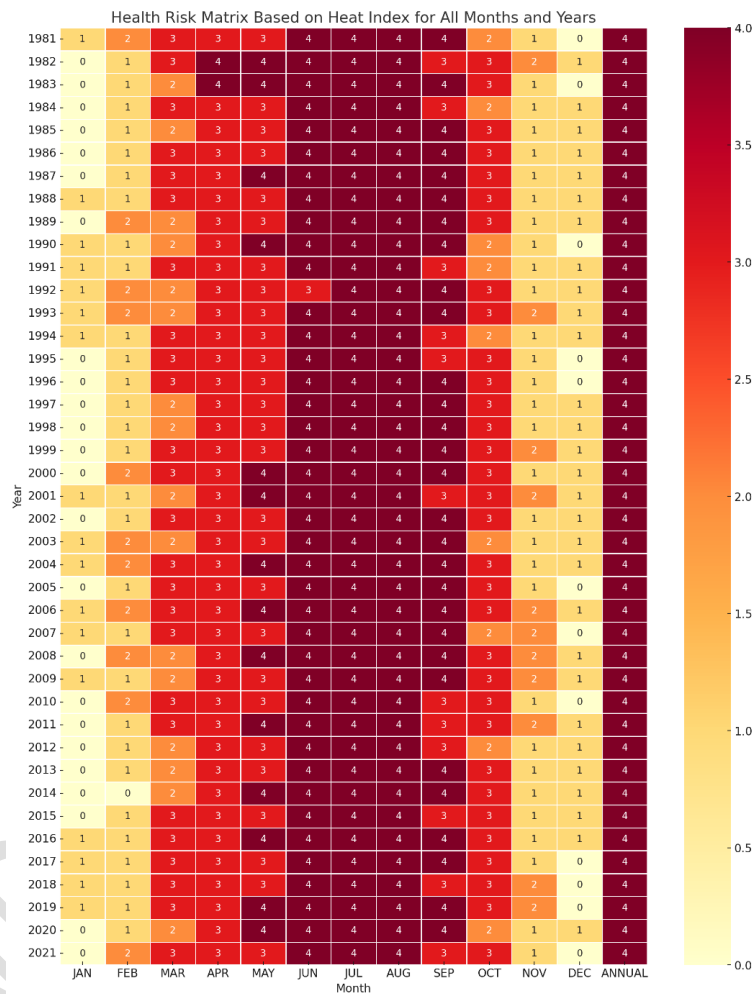 Health Risk Matrix Based on Heat Index for All Months and Years
1981 1 2 3 3 3 4 4 4 4 2 1 0 4
1982 0 1 3 4 4 4 4 4 3 3 2 1 4
1983 0 1 2 4 4 4 4 4 4 3 1 0 4
1984 0 1 3 3 3 4 4 4 3 2 1 1 4
1985 0 1 2 3 3 4 4 4 4 3 1 1 4
1986 0 1 3 3 3 4 4 4 4 3 1 1 4
1987 0 1 3 3 4 4 4 4 4 3 1 1 4
1988 1 1 3 3 3 4 4 4 4 3 1 1 4
1989 0 2 2 3 3 4 4 4 4 3 1 1 4
1990 1 1 2 3 4 4 4 4 4 2 1 0 4
1991 1 1 3 3 3 4 4 4 3 2 1 1 4
1992 1 2 2 3 3 3 4 4 4 3 1 1 4
1993 1 2 2 3 3 4 4 4 4 3 2 1 4
1994 1 1 3 3 3 4 4 4 3 2 1 1 4
1995 0 1 3 3 3 4 4 4 3 3 1 0 4
1996 0 1 3 3 3 4 4 4 4 3 1 0 4
1997 0 1 2 3 3 4 4 4 4 3 1 1 4
1998 0 1 2 3 3 4 4 4 4 3 1 1 4
1999 0 1 3 3 3 4 4 4 4 3 2 1 4
2000 0 2 3 3 4 4 4 4 4 3 1 1 4
2001 1 1 2 3 4 4 4 4 3 3 2 1 4
2002 0 1 3 3 3 4 4 4 4 3 1 1 4
2003 1 2 2 3 3 4 4 4 4 2 1 1 4
2004 1 2 3 3 4 4 4 4 4 3 1 1 4
2005 0 1 3 3 3 4 4 4 4 3 1 0 4
2006 1 2 3 3 4 4 4 4 4 3 2 1 4
2007 1 1 3 3 3 4 4 4 4 2 2 0 4
2008 0 2 2 3 4 4 4 4 4 3 2 1 4
2009 1 1 2 3 3 4 4 4 4 3 2 1 4
2010 0 2 3 3 3 4 4 4 3 3 1 0 4
2011 0 1 3 3 4 4 4 4 3 3 2 1 4
2012 0 1 2 3 3 4 4 4 3 2 1 1 4
2013 0 1 2 3 3 4 4 4 4 3 1 1 4
2014 0 0 2 3 4 4 4 4 4 3 1 1 4
2015 0 1 3 3 3 4 4 4 3 3 1 1 4
2016 1 1 3 3 4 4 4 4 4 3 1 1 4
2017 1 1 3 3 3 4 4 4 4 3 1 0 4
2018 1 1 3 3 3 4 4 4 3 3 2 0 4
2019 1 1 3 3 4 4 4 4 4 3 2 0 4
2020 0 1 2 3 4 4 4 4 4 2 1 1 4
2021 0 2 3 3 3 4 4 4 3 3 1 0 4
JAN FEB MAR APR MAY JUN JUL AUG SEP OCT NOV DEC ANNUAL
Month
Year
4.0
3.5
3.0
2.5
2.0
1.5
1.0
0.5
0.0